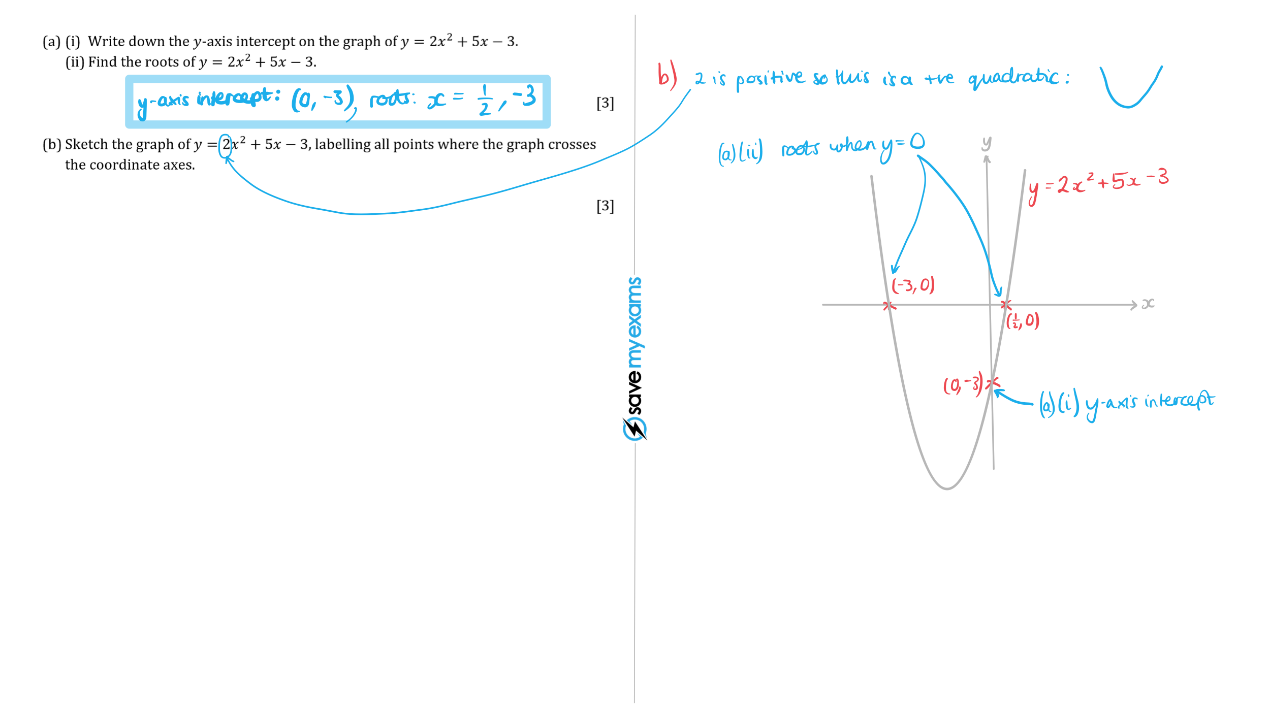 (a) (i) Write down the y-axis intercept on the graph of y = 2x² + 5x − 3.
(ii) Find the roots of y = 2x² + 5x − 3.
y-axis intercept: (0, -3), roots: x = 1/2, -3
[3]
(b) Sketch the graph of y = 2x² + 5x − 3, labelling all points where the graph crosses
the coordinate axes.
[3]
save my exams
b) 2 is positive so this is a +ve quadratic:
(a)(ii) roots when y=0
y
y = 2x² + 5x - 3
(-3, 0)
x
(1/2, 0)
(0, -3)
(a)(i) y-axis intercept